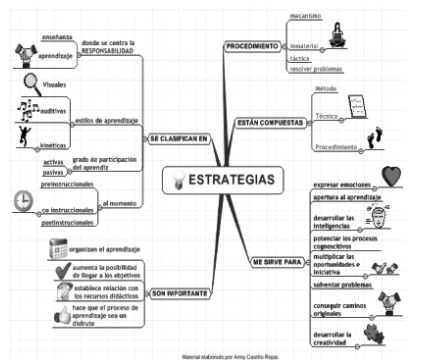 ESTRATEGIAS
PROCEDIMIENTO
mecanismo
inmaterial
táctica
resolver problemas
ESTÁN COMPUESTAS
Método
Técnica
Procedimiento
ME SIRVE PARA
expresar emociones
apertura al aprendizaje
desarrollar las
inteligencias
potenciar los procesos
cognoscitivos
multiplicar las
oportunidades e
iniciativa
solventar problemas
conseguir caminos
originales
desarrollar la
creatividad
SE CLASIFICAN EN
donde se centra la
RESPONSABILIDAD
enseñanza
aprendizaje
estilos de aprendizaje
Visuales
auditivas
kinéticas
grado de participación
del aprendiz
activas
pasivas
al momento
preinstruccionales
co instruccionales
postinstrucionales
SON IMPORTANTE
organizan el aprendizaje
aumenta la posibilidad
de llegar a los objetivos
establece relación con
los recursos didácticos
hace que el proceso de
aprendizaje sea un
disfrute
Material elaborado por Anny Castillo Rojas